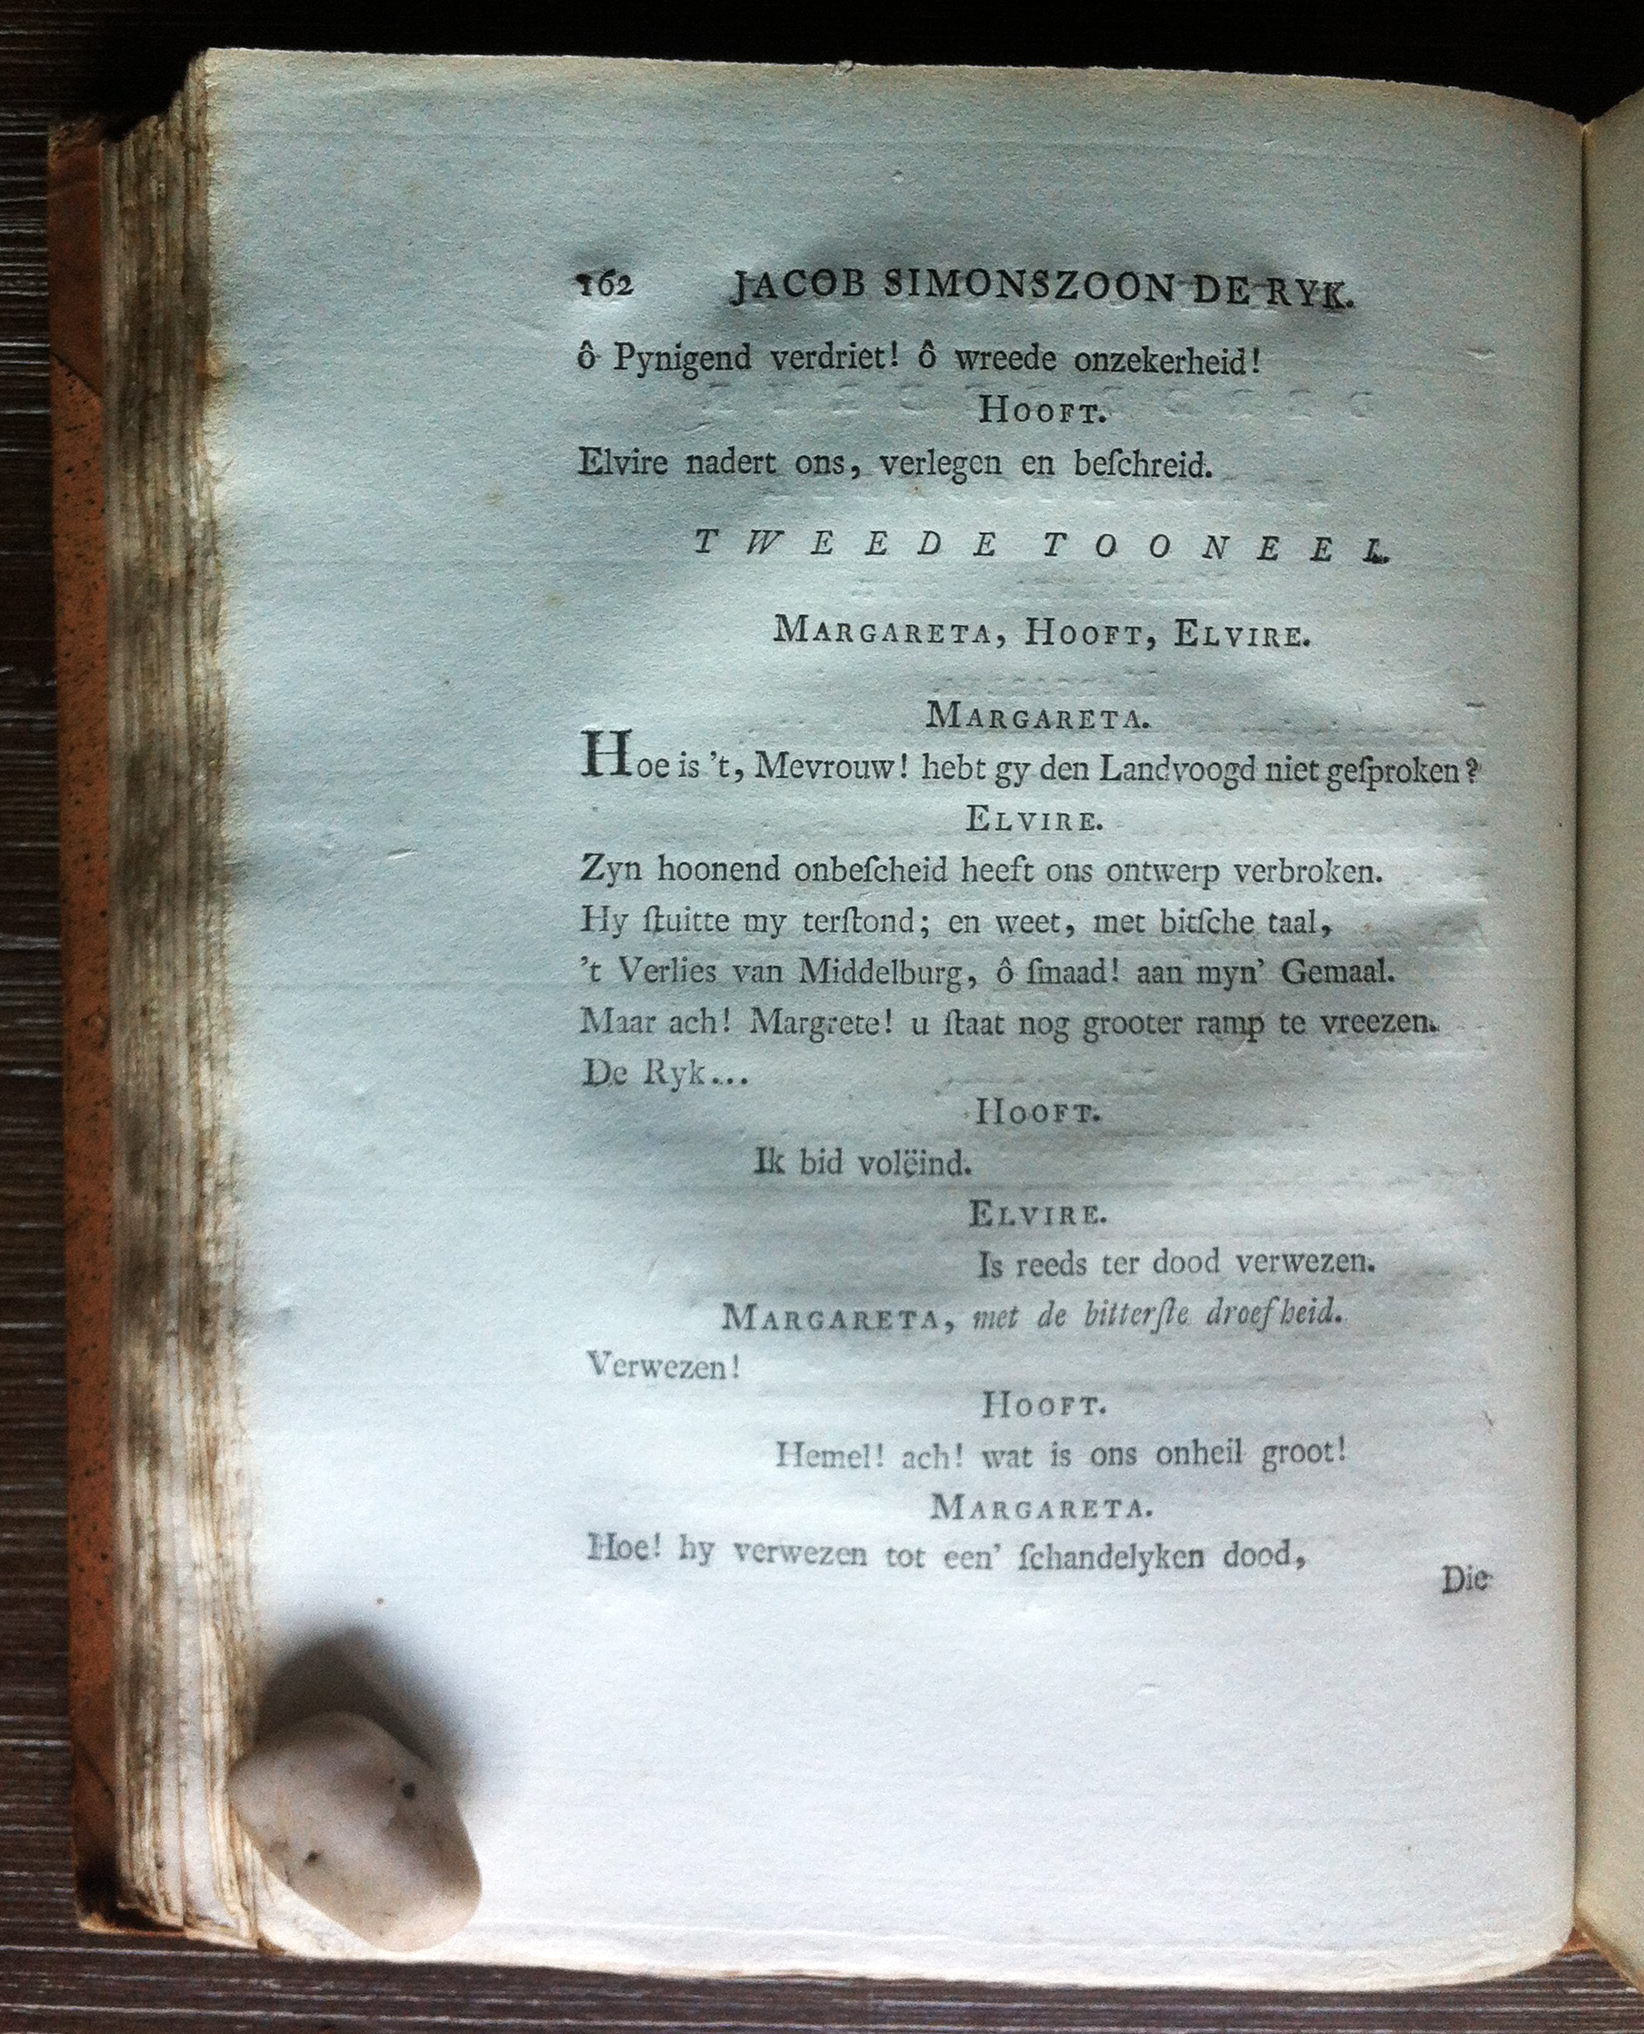 162 JACOB SIMONSZOON DE RYK.
ô Pynigend verdriet! ô wreede onzekerheid!
HOOFT.
Elvire nadert ons, verlegen en beſchreid.
TWEEDE TOONEEL.
MARGARETA, HOOFT, ELVIRE.
MARGARETA.
Hoe is 't, Mevrouw! hebt gy den Landvoogd niet geſproken?
ELVIRE.
Zyn hoonend onbeſcheid heeft ons ontwerp verbroken.
Hy ſtuitte my terſtond; en weet, met bitſche taal,
't Verlies van Middelburg, ô ſmaad! aan myn' Gemaal.
Maar ach! Margrete! u ſtaat nog grooter ramp te vreezen.
De Ryk...
HOOFT.
Ik bid volëind.
ELVIRE.
Is reeds ter dood verwezen.
MARGARETA, met de bitterſte droefheid.
Verwezen!
HOOFT.
Hemel! ach! wat is ons onheil groot!
MARGARETA.
Hoe! hy verwezen tot een' ſchandelyken dood,
Die